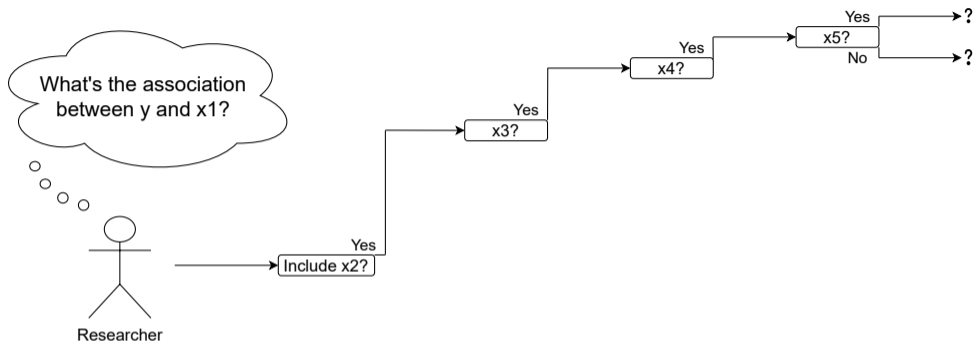 What's the association
between y and x1?
Researcher
Include x2?
Yes
x3?
Yes
x4?
Yes
x5?
Yes
No
?
?